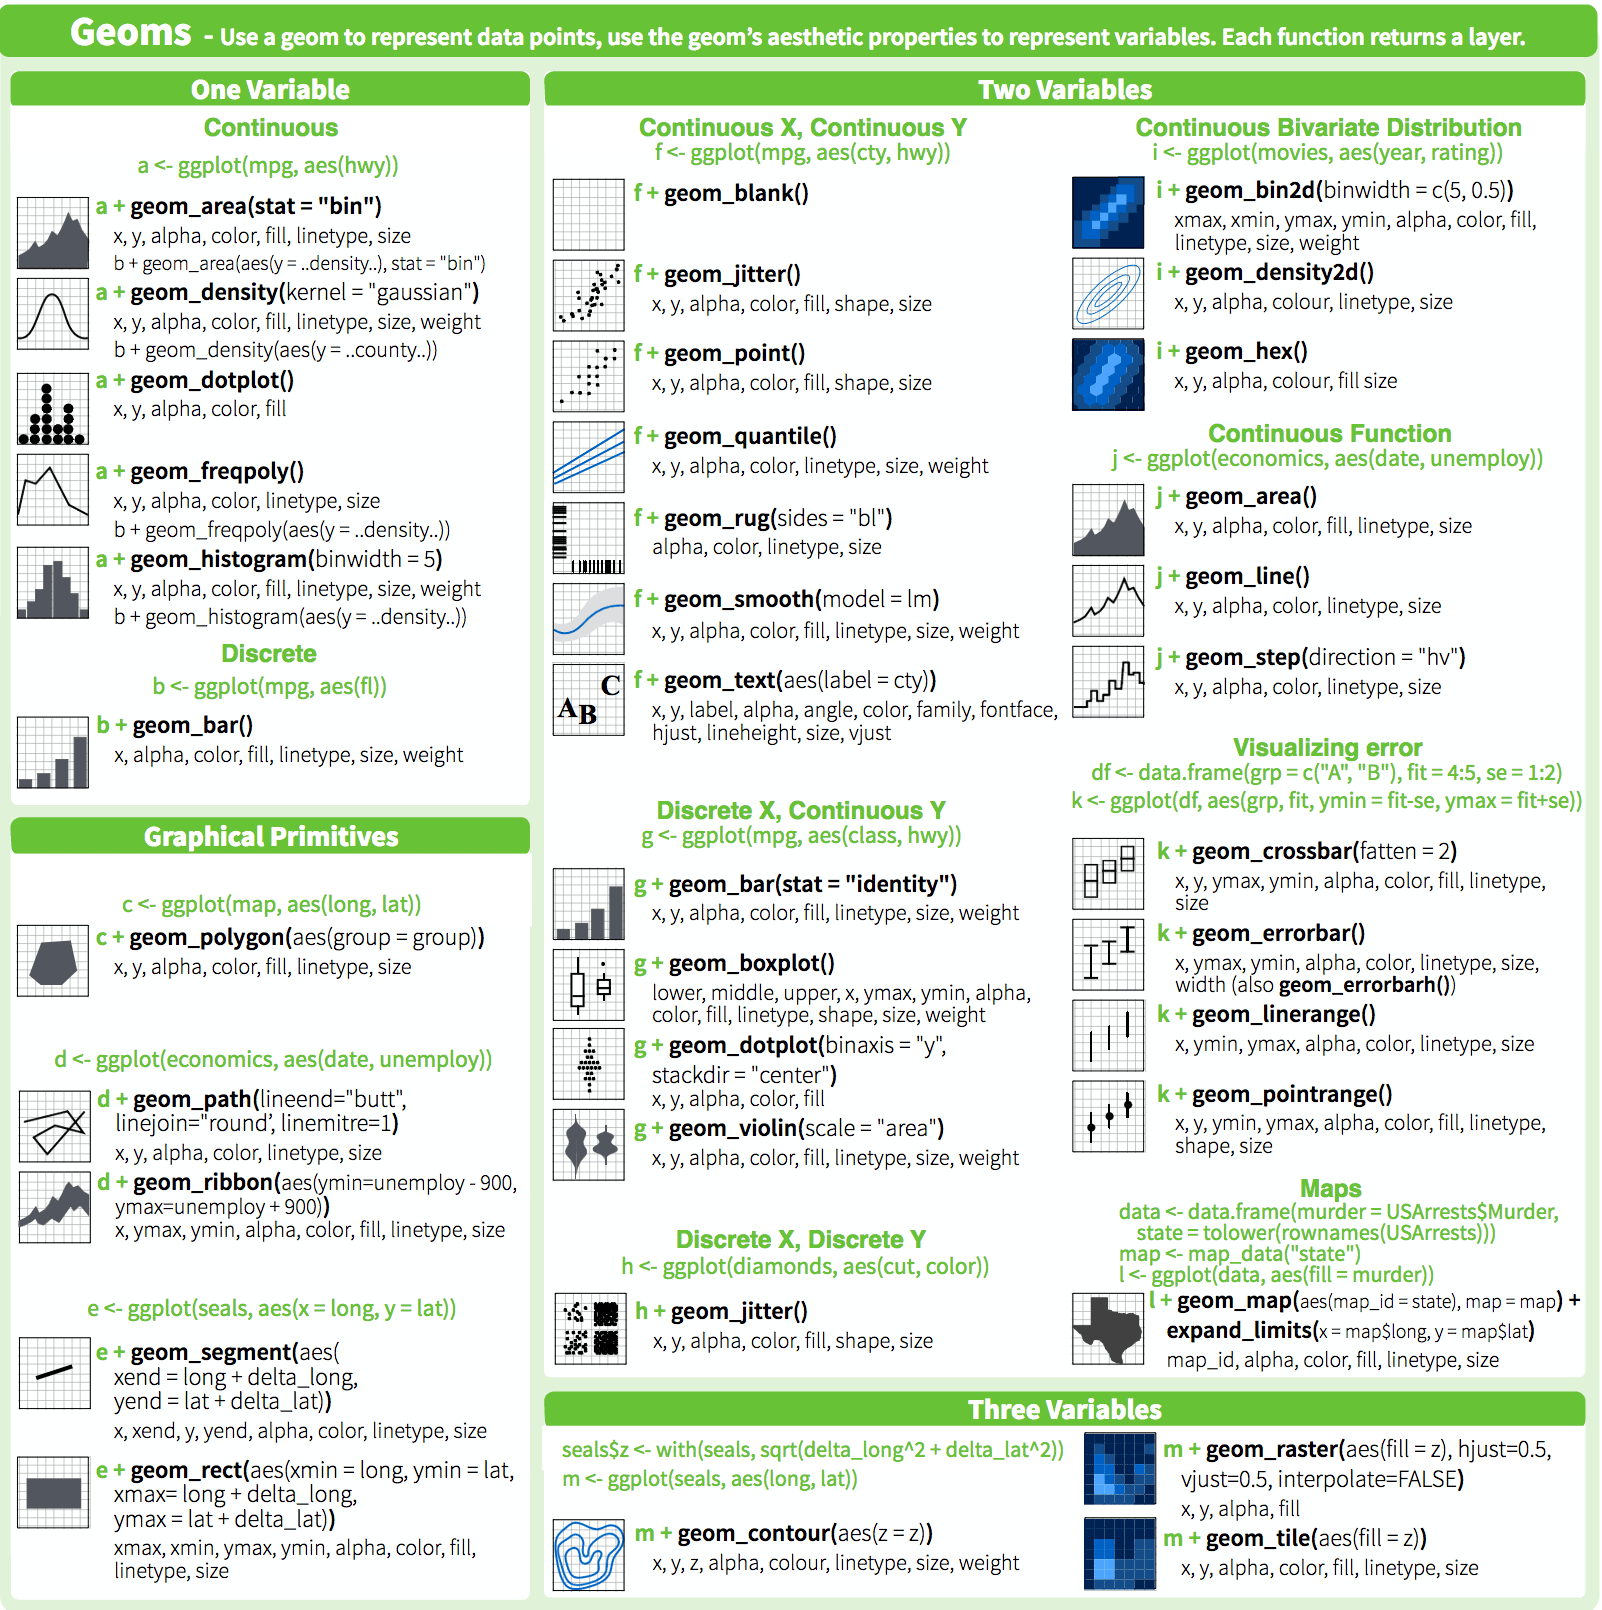 Geoms - Use a geom to represent data points, use the geom's aesthetic properties to represent variables. Each function returns a layer.
One Variable
Continuous
a <- ggplot(mpg, aes(hwy))
a + geom_area(stat = "bin")
x, y, alpha, color, fill, linetype, size
b + geom_area(aes(y = ..density..), stat = "bin")
a + geom_density(kernel = "gaussian")
x, y, alpha, color, fill, linetype, size, weight
b + geom_density(aes(y = ..county..))
a + geom_dotplot()
x, y, alpha, color, fill
a + geom_freqpoly()
x, y, alpha, color, linetype, size
b + geom_freqpoly(aes(y = ..density..))
a + geom_histogram(binwidth = 5)
x, y, alpha, color, fill, linetype, size, weight
b + geom_histogram(aes(y = ..density..))
Discrete
b <- ggplot(mpg, aes(fl))
b + geom_bar()
x, alpha, color, fill, linetype, size, weight
Graphical Primitives
c <- ggplot(map, aes(long, lat))
c + geom_polygon(aes(group = group))
x, y, alpha, color, fill, linetype, size
d <- ggplot(economics, aes(date, unemploy))
d + geom_path(lineend="butt",
linejoin="round', linemitre=1)
x, y, alpha, color, linetype, size
d + geom_ribbon(aes(ymin=unemploy - 900,
ymax=unemploy + 900))
x, ymax, ymin, alpha, color, fill, linetype, size
e <- ggplot(seals, aes(x = long, y = lat))
e + geom_segment(aes(
xend = long + delta_long,
yend = lat + delta_lat))
x, xend, y, yend, alpha, color, linetype, size
e + geom_rect(aes(xmin = long, ymin = lat,
xmax= long + delta_long,
ymax = lat + delta_lat))
xmax, xmin, ymax, ymin, alpha, color, fill,
linetype, size
Two Variables
Continuous X, Continuous Y
f <- ggplot(mpg, aes(cty, hwy))
f + geom_blank()
f + geom_jitter()
x, y, alpha, color, fill, shape, size
f + geom_point()
x, y, alpha, color, fill, shape, size
f + geom_quantile()
x, y, alpha, color, linetype, size, weight
f + geom_rug(sides = "bl")
alpha, color, linetype, size
f + geom_smooth(model = lm)
x, y, alpha, color, fill, linetype, size, weight
C
AB
f + geom_text(aes(label = cty))
x, y, label, alpha, angle, color, family, fontface,
hjust, lineheight, size, vjust
Discrete X, Continuous Y
g <- ggplot(mpg, aes(class, hwy))
g + geom_bar(stat = "identity")
x, y, alpha, color, fill, linetype, size, weight
g + geom_boxplot()
lower, middle, upper, x, ymax, ymin, alpha,
color, fill, linetype, shape, size, weight
g + geom_dotplot(binaxis = "y",
stackdir = "center")
x, y, alpha, color, fill
g + geom_violin(scale = "area")
x, y, alpha, color, fill, linetype, size, weight
Discrete X, Discrete Y
h <- ggplot(diamonds, aes(cut, color))
h + geom_jitter()
x, y, alpha, color, fill, shape, size
Continuous Bivariate Distribution
i <- ggplot(movies, aes(year, rating))
i + geom_bin2d(binwidth = c(5, 0.5))
xmax, xmin, ymax, ymin, alpha, color, fill,
linetype, size, weight
i + geom_density2d()
x, y, alpha, colour, linetype, size
i + geom_hex()
x, y, alpha, colour, fill size
Continuous Function
j <- ggplot(economics, aes(date, unemploy))
j + geom_area()
x, y, alpha, color, fill, linetype, size
j + geom_line()
x, y, alpha, color, linetype, size
j + geom_step(direction = "hv")
x, y, alpha, color, linetype, size
Visualizing error
df <- data.frame(grp = c("A", "B"), fit = 4:5, se = 1:2)
k <- ggplot(df, aes(grp, fit, ymin = fit-se, ymax = fit+se))
k + geom_crossbar(fatten = 2)
x, y, ymax, ymin, alpha, color, fill, linetype,
size
k + geom_errorbar()
x, ymax, ymin, alpha, color, linetype, size,
width (also geom_errorbarh())
k + geom_linerange()
x, ymin, ymax, alpha, color, linetype, size
k + geom_pointrange()
x, y, ymin, ymax, alpha, color, fill, linetype,
shape, size
Maps
data <- data.frame(murder = USArrests$Murder,
state = tolower(rownames(USArrests)))
map <- map_data("state")
l <- ggplot(data, aes(fill = murder))
l + geom_map(aes(map_id = state), map = map) +
expand_limits(x = map$long, y = map$lat)
map_id, alpha, color, fill, linetype, size
Three Variables
seals$z <- with(seals, sqrt(delta_long^2 + delta_lat^2))
m <- ggplot(seals, aes(long, lat))
m + geom_contour(aes(z = z))
x, y, z, alpha, colour, linetype, size, weight
m + geom_raster(aes(fill = z), hjust=0.5,
vjust=0.5, interpolate=FALSE)
x, y, alpha, fill
m + geom_tile(aes(fill = z))
x, y, alpha, color, fill, linetype, size